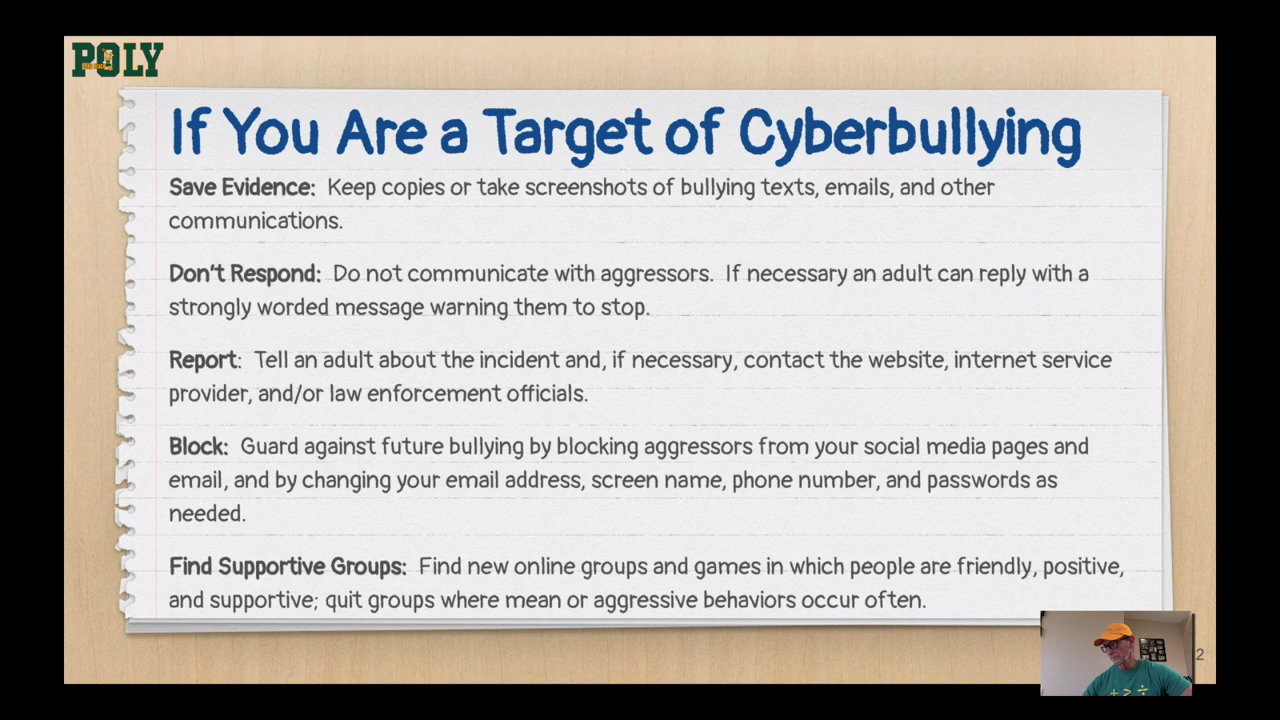 POLY
If You Are a Target of Cyberbullying
Save Evidence: Keep copies or take screenshots of bullying texts, emails, and other
communications.
Don't Respond: Do not communicate with aggressors. If necessary an adult can reply with a
strongly worded message warning them to stop.
Report: Tell an adult about the incident and, if necessary, contact the website, internet service
provider, and/or law enforcement officials.
Block: Guard against future bullying by blocking aggressors from your social media pages and
email, and by changing your email address, screen name, phone number, and passwords as
needed.
Find Supportive Groups: Find new online groups and games in which people are friendly, positive,
and supportive; quit groups where mean or aggressive behaviors occur often.
2
+ > ÷